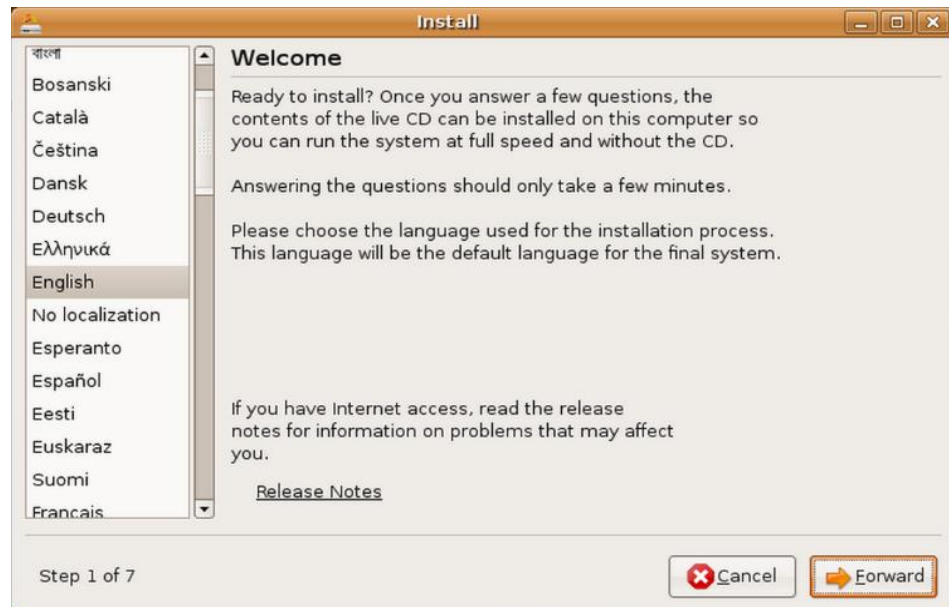 Install
বাংলা
Bosanski
Català
Čeština
Dansk
Deutsch
Ελληνικά
English
No localization
Esperanto
Español
Eesti
Euskaraz
Suomi
Français
Welcome
Ready to install? Once you answer a few questions, the
contents of the live CD can be installed on this computer so
you can run the system at full speed and without the CD.
Answering the questions should only take a few minutes.
Please choose the language used for the installation process.
This language will be the default language for the final system.
If you have Internet access, read the release
notes for information on problems that may affect
you.
Release Notes
Step 1 of 7
Cancel
Forward